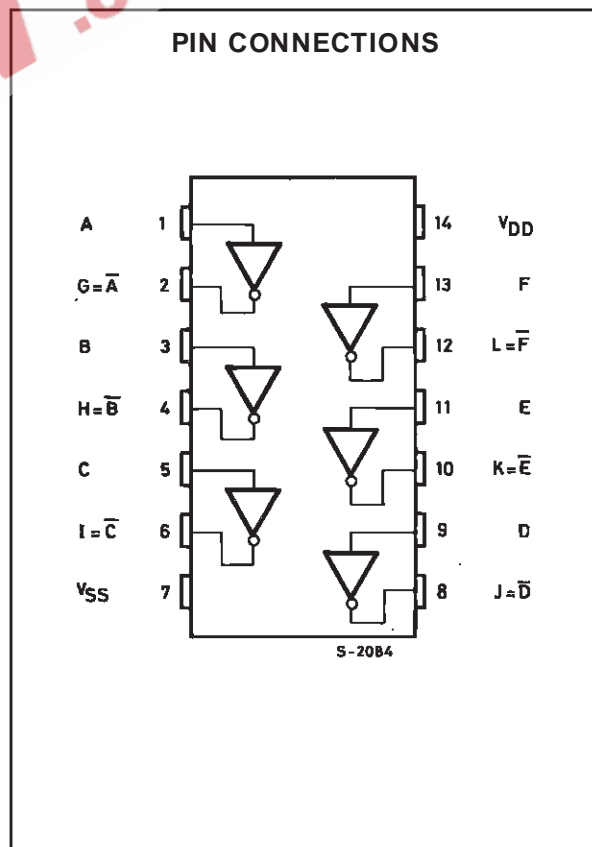 PIN CONNECTIONS
A 1
G=A̅ 2
B 3
H=B̅ 4
C 5
I=C̅ 6
VSS 7
14 VDD
13 F
12 L=F̅
11 E
10 K=E̅
9 D
8 J=D̅
S-2084